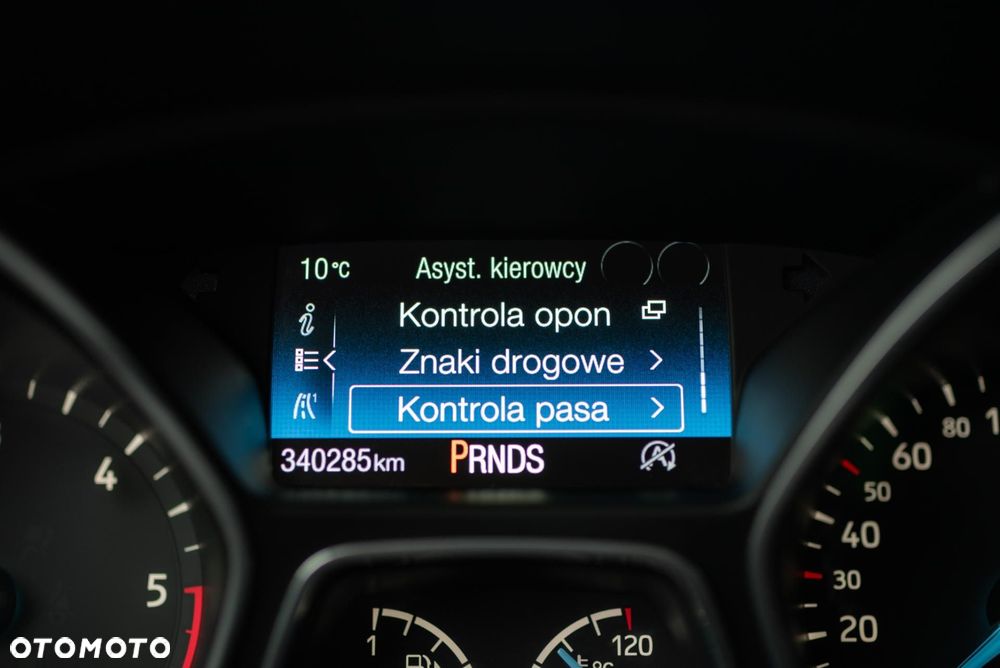 10°C Asyst. kierowcy
Kontrola opon
Znaki drogowe
Kontrola pasa
340285km PRNDS
4
5
1
120
°C
80
60
50
40
30
20
OTOMOTO